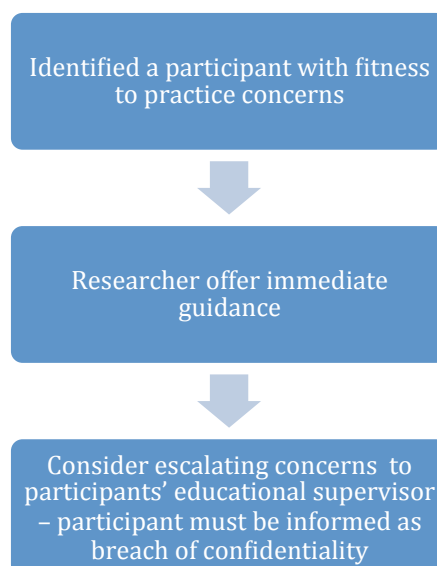 Identified a participant with fitness
to practice concerns
Researcher offer immediate
guidance
Consider escalating concerns to
participants’ educational supervisor
– participant must be informed as
breach of confidentiality